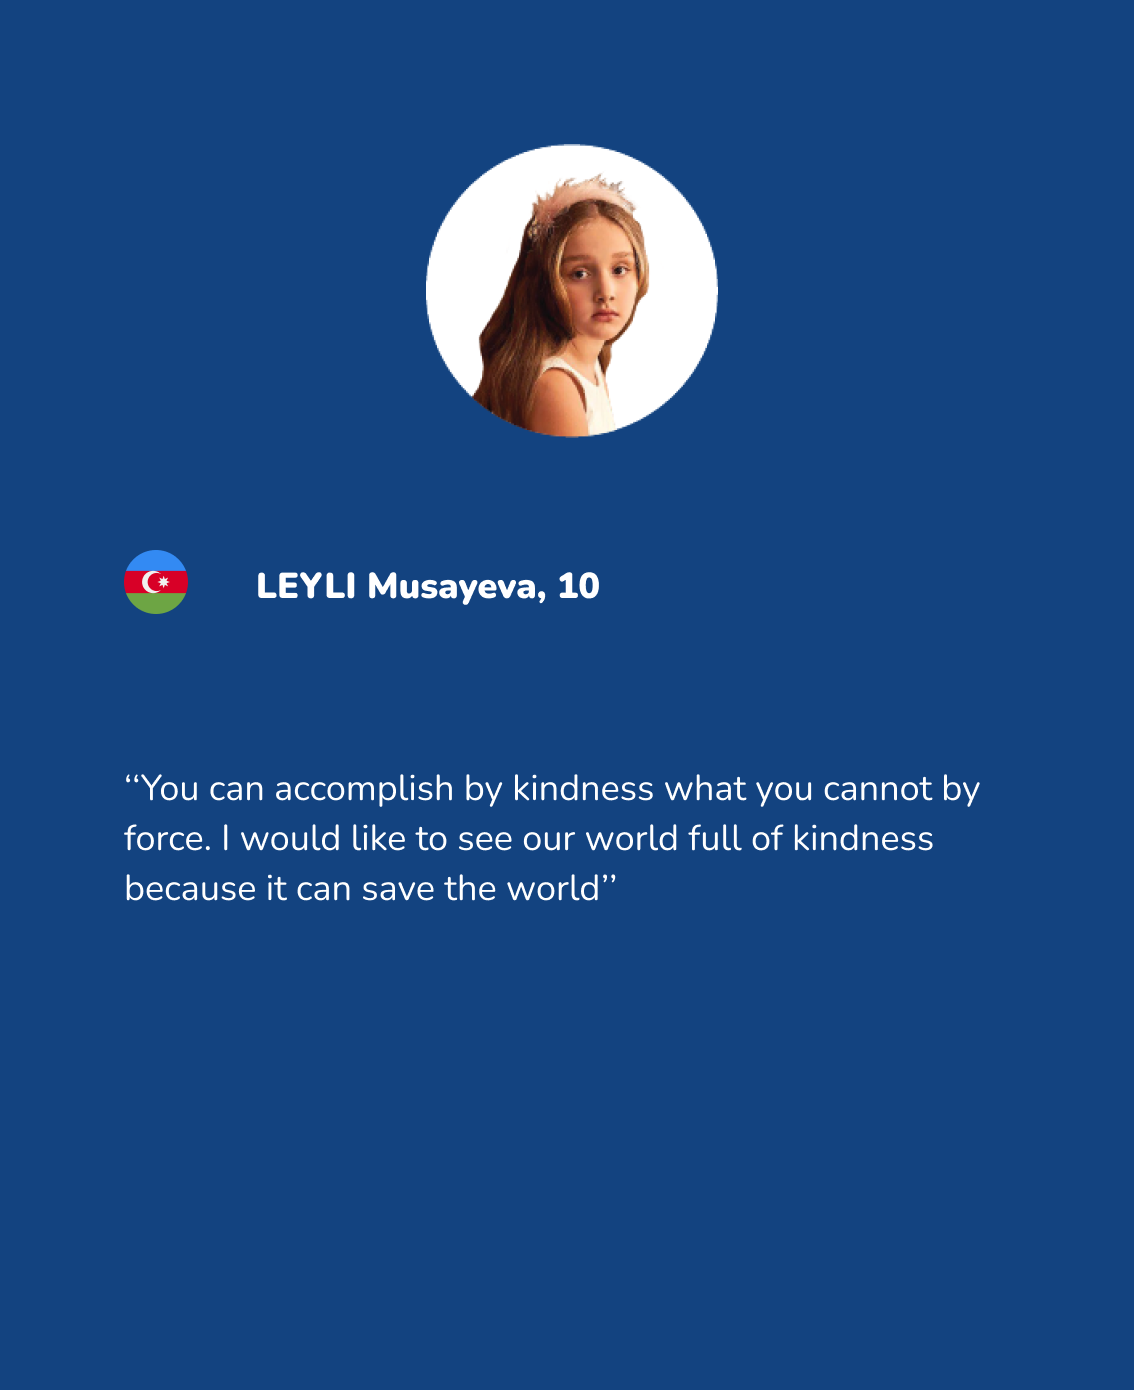 LEYLI Musayeva, 10
‘‘You can accomplish by kindness what you cannot by
force. I would like to see our world full of kindness
because it can save the world’’